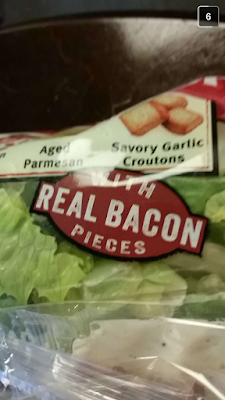 6
Aged Savory Garlic
Parmesan Croutons
WITH
REAL BACON
PIECES